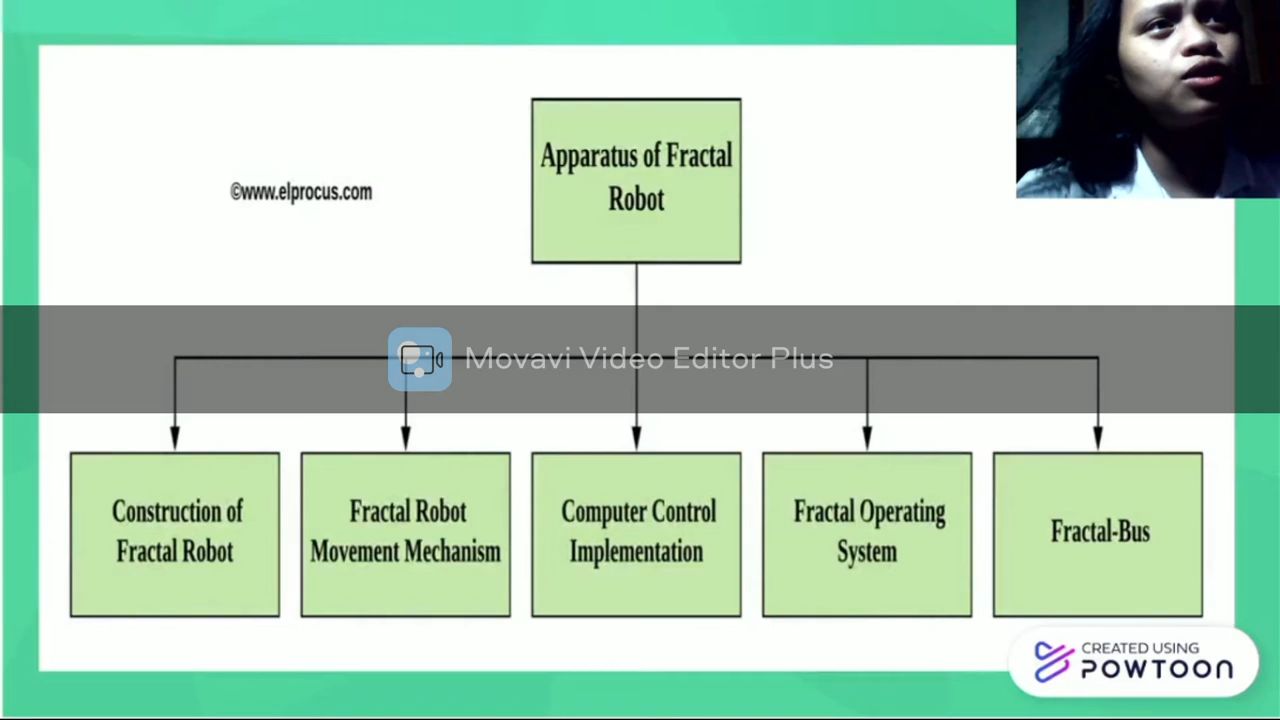 Apparatus of Fractal
Robot
©www.elprocus.com
Movavi Video Editor Plus
Construction of
Fractal Robot
Fractal Robot
Movement Mechanism
Computer Control
Implementation
Fractal Operating
System
Fractal-Bus
CREATED USING
POWTOON